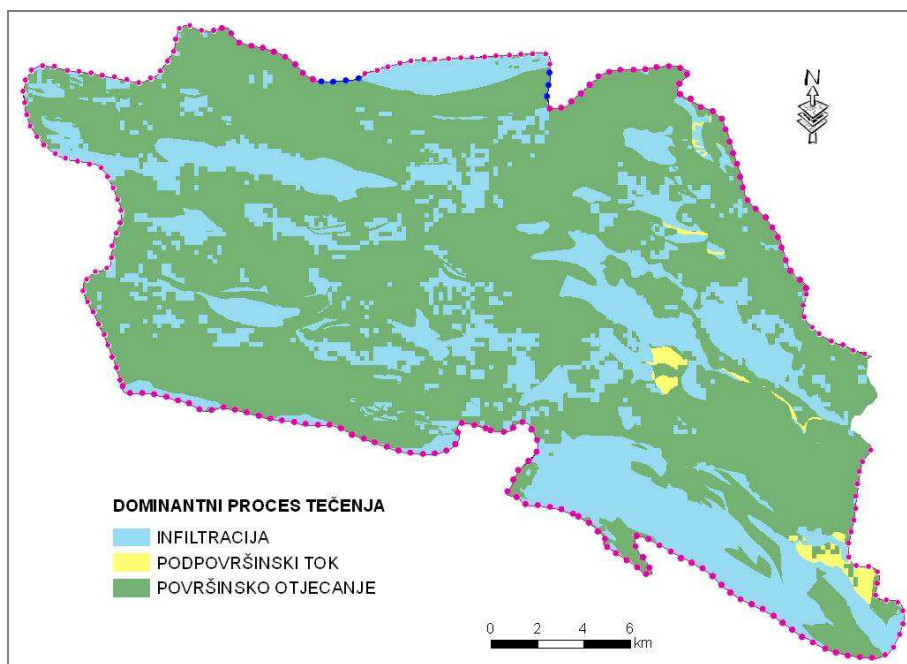 N
DOMINANTNI PROCES TEČENJA
INFILTRACIJA
PODPOVRŠINSKI TOK
POVRŠINSKO OTJECANJE
0 2 4 6
km